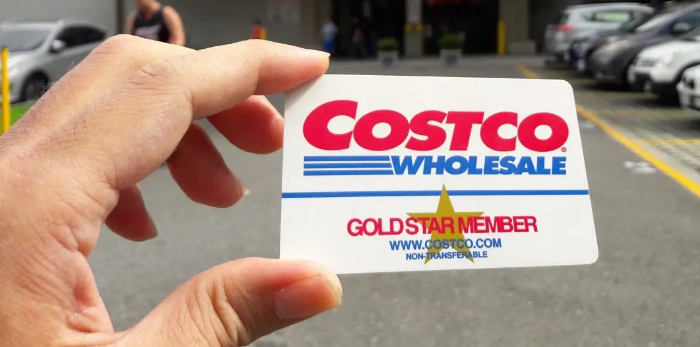 COSTCO®
WHOLESALE
GOLD STAR MEMBER
WWW.COSTCO.COM
NON-TRANSFERABLE